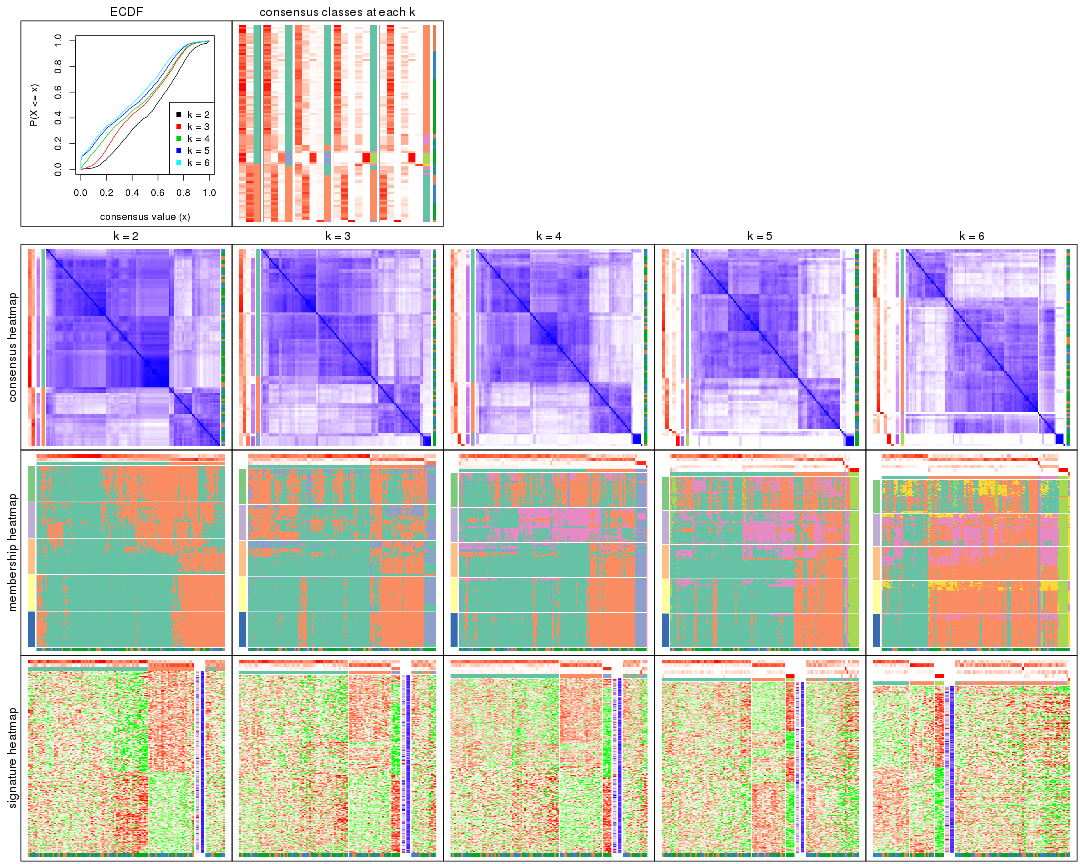 ECDF
consensus classes at each k
P(X <= x)
0.0 0.2 0.4 0.6 0.8 1.0
k = 2
k = 3
k = 4
k = 5
k = 6
0.0 0.2 0.4 0.6 0.8 1.0
consensus value (x)
k = 2
k = 3
k = 4
k = 5
k = 6
consensus heatmap
membership heatmap
signature heatmap